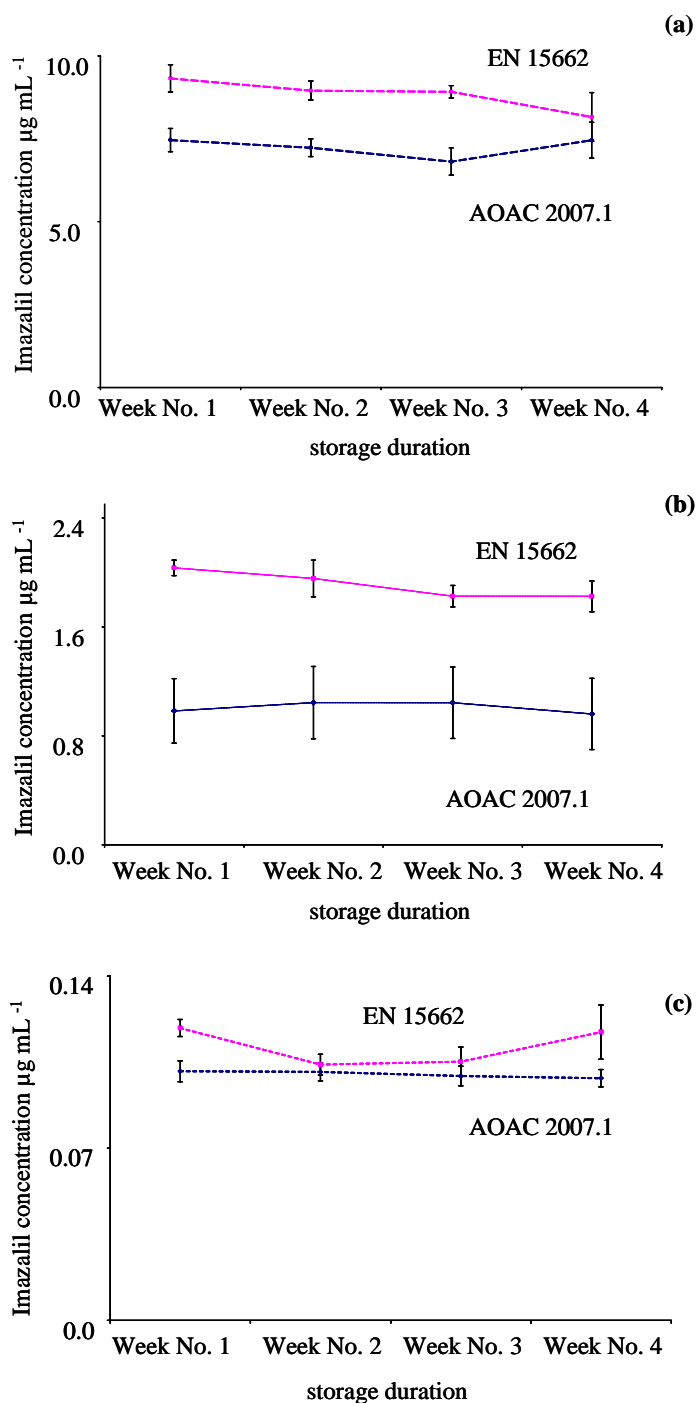 (a)
10.0
EN 15662
5.0
AOAC 2007.1
0.0
Imazalil concentration µg mL -1
Week No. 1 Week No. 2 Week No. 3 Week No. 4
storage duration
(b)
2.4
EN 15662
1.6
0.8
AOAC 2007.1
0.0
Imazalil concentration µg mL -1
Week No. 1 Week No. 2 Week No. 3 Week No. 4
storage duration
(c)
0.14
EN 15662
0.07
AOAC 2007.1
0.0
Imazalil concentration µg mL -1
Week No. 1 Week No. 2 Week No. 3 Week No. 4
storage duration